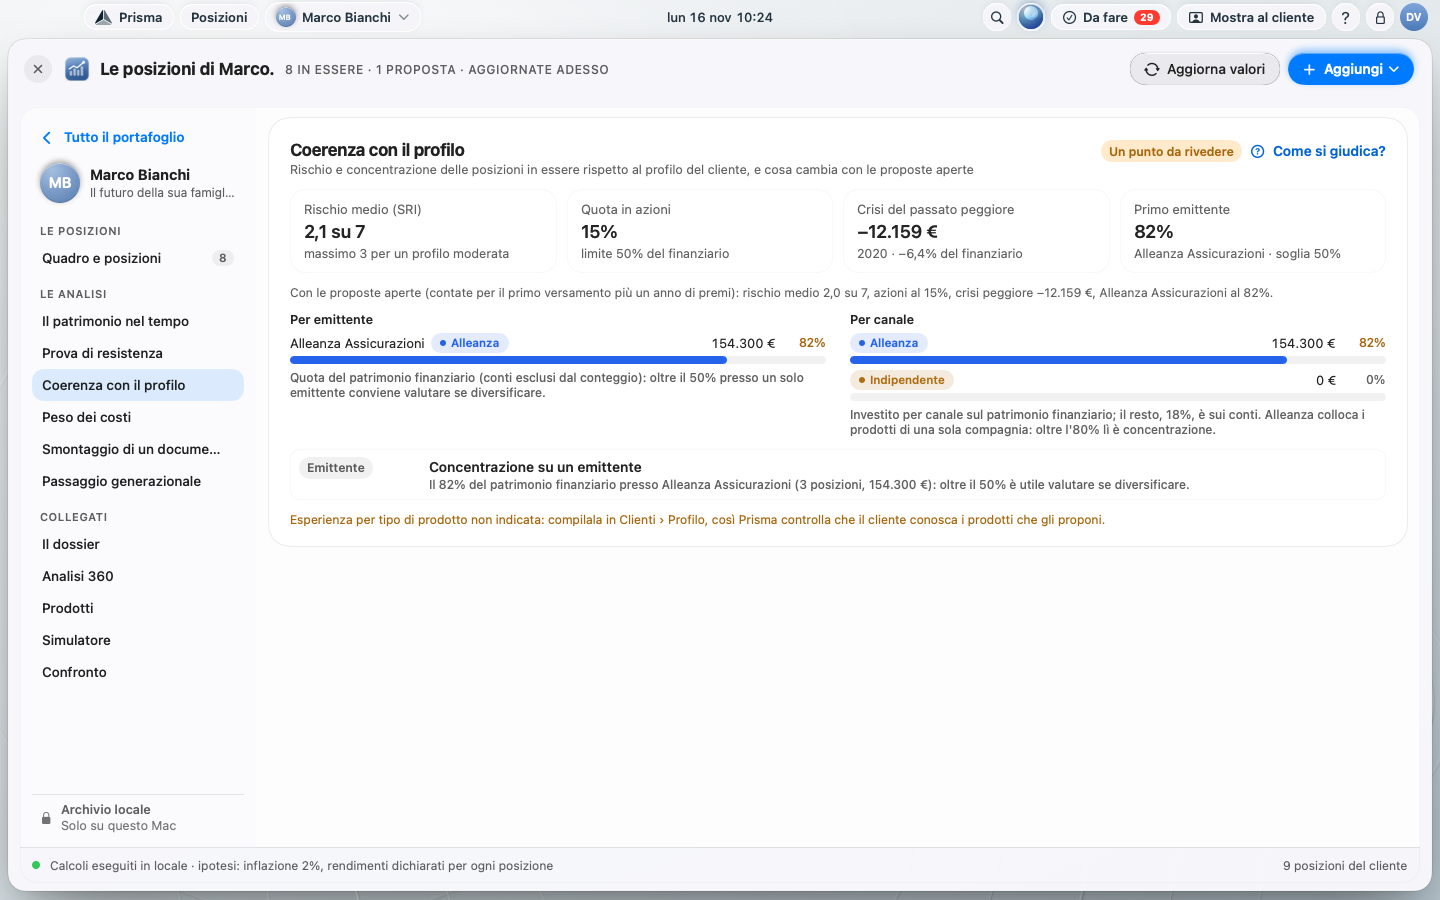 Prisma
Posizioni
MB Marco Bianchi
lun 16 nov 10:24
Da fare 29
Mostra al cliente
?
DV
Le posizioni di Marco. 8 IN ESSERE · 1 PROPOSTA · AGGIORNATE ADESSO
Aggiorna valori
+ Aggiungi
Tutto il portafoglio
MB
Marco Bianchi
Il futuro della sua famigl...
LE POSIZIONI
Quadro e posizioni 8
LE ANALISI
Il patrimonio nel tempo
Prova di resistenza
Coerenza con il profilo
Peso dei costi
Smontaggio di un docume...
Passaggio generazionale
COLLEGATI
Il dossier
Analisi 360
Prodotti
Simulatore
Confronto
Archivio locale
Solo su questo Mac
Coerenza con il profilo
Rischio e concentrazione delle posizioni in essere rispetto al profilo del cliente, e cosa cambia con le proposte aperte
Un punto da rivedere
? Come si giudica?
Rischio medio (SRI)
2,1 su 7
massimo 3 per un profilo moderata
Quota in azioni
15%
limite 50% del finanziario
Crisi del passato peggiore
−12.159 €
2020 · −6,4% del finanziario
Primo emittente
82%
Alleanza Assicurazioni · soglia 50%
Con le proposte aperte (contate per il primo versamento più un anno di premi): rischio medio 2,0 su 7, azioni al 15%, crisi peggiore −12.159 €, Alleanza Assicurazioni al 82%.
Per emittente
Alleanza Assicurazioni Alleanza 154.300 € 82%
Quota del patrimonio finanziario (conti esclusi dal conteggio): oltre il 50% presso un solo
emittente conviene valutare se diversificare.
Per canale
Alleanza 154.300 € 82%
Indipendente 0 € 0%
Investito per canale sul patrimonio finanziario; il resto, 18%, è sui conti. Alleanza colloca i
prodotti di una sola compagnia: oltre l'80% lì è concentrazione.
Emittente
Concentrazione su un emittente
Il 82% del patrimonio finanziario presso Alleanza Assicurazioni (3 posizioni, 154.300 €): oltre il 50% è utile valutare se diversificare.
Esperienza per tipo di prodotto non indicata: compilala in Clienti › Profilo, così Prisma controlla che il cliente conosca i prodotti che gli proponi.
Calcoli eseguiti in locale · ipotesi: inflazione 2%, rendimenti dichiarati per ogni posizione
9 posizioni del cliente